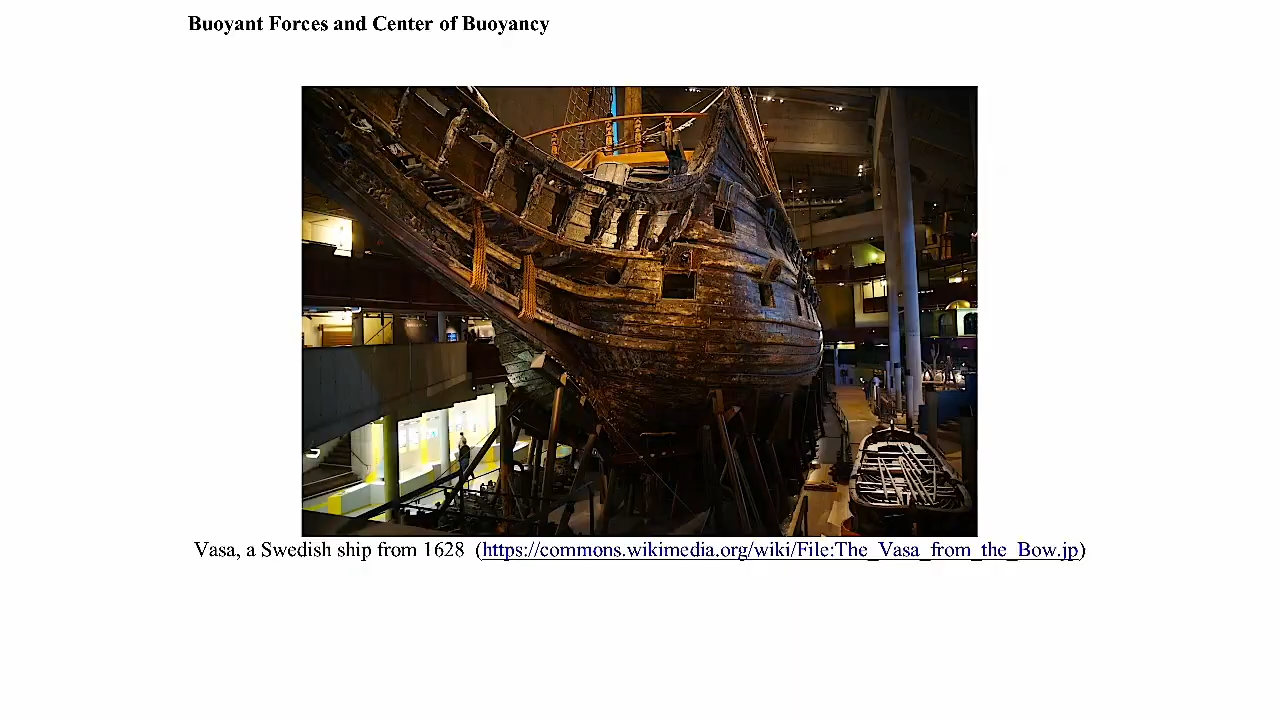 Buoyant Forces and Center of Buoyancy
Vasa, a Swedish ship from 1628 (https://commons.wikimedia.org/wiki/File:The_Vasa_from_the_Bow.jp)